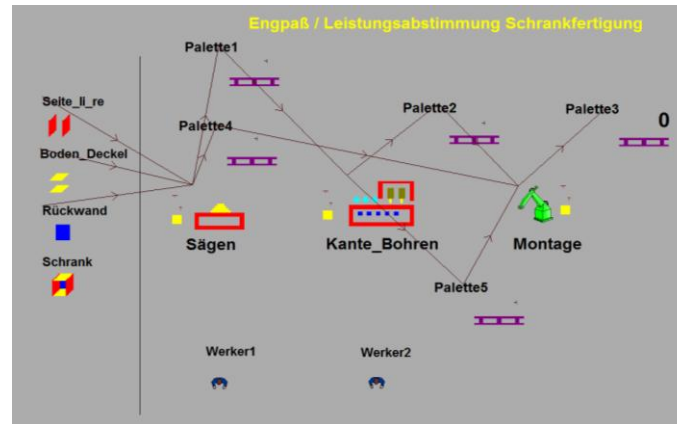 Engpaß / Leistungsabstimmung Schrankfertigung
Palette1
Palette2
Palette3
0
Seite_li_re
Palette4
Boden_Deckel
Rückwand
Sägen
Kante_Bohren
Montage
Schrank
Palette5
Werker1
Werker2